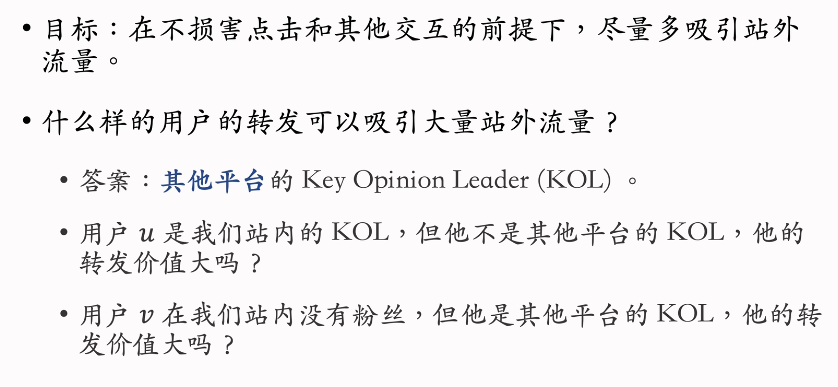 • 目标：在不损害点击和其他交互的前提下，尽量多吸引站外
流量。
• 什么样的用户的转发可以吸引大量站外流量？
• 答案：其他平台的 Key Opinion Leader (KOL) 。
• 用户 u 是我们站内的 KOL，但他不是其他平台的 KOL，他的
转发价值大吗？
• 用户 v 在我们站内没有粉丝，但他是其他平台的 KOL，他的转
发价值大吗？